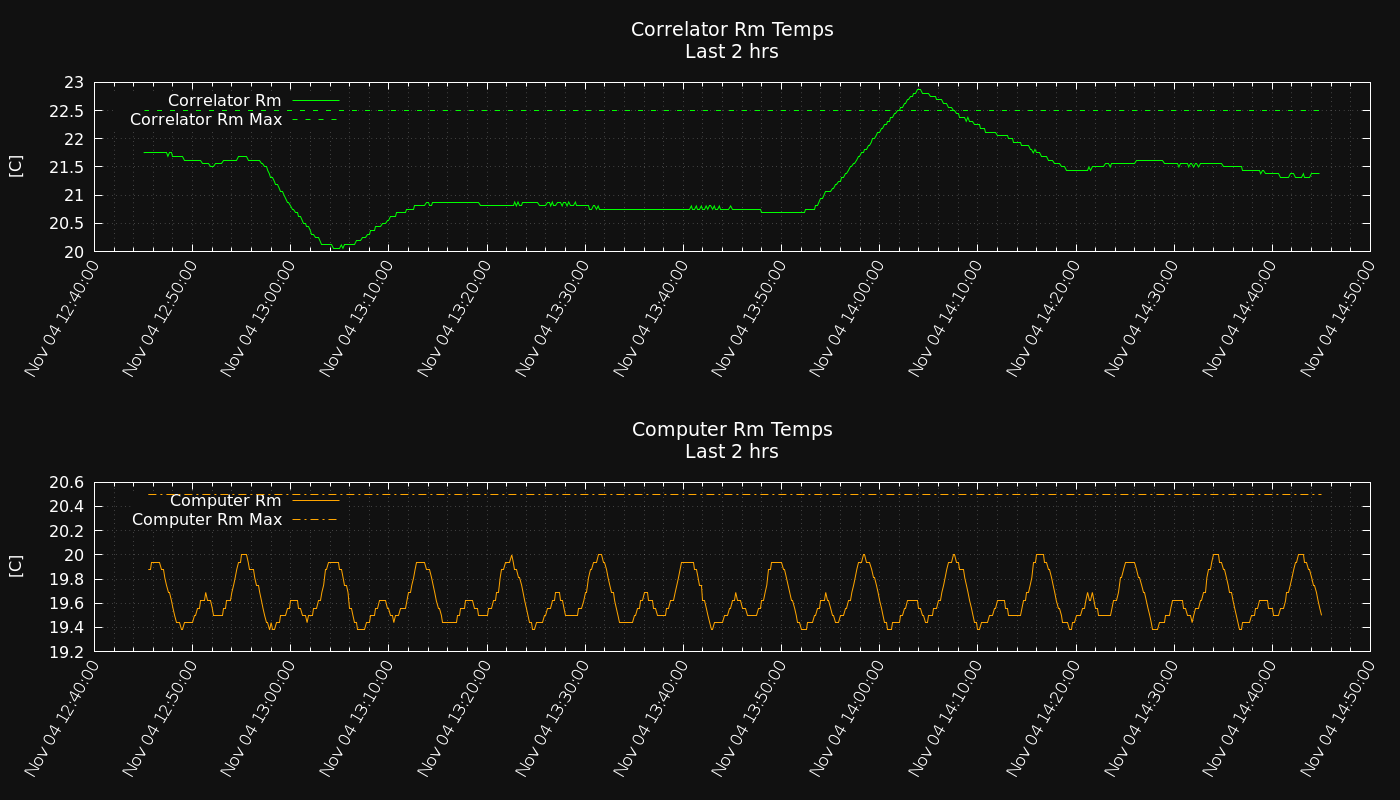 Correlator Rm Temps
Last 2 hrs
[C]
23
22.5
22
21.5
21
20.5
20
Correlator Rm
Correlator Rm Max
Nov 04 12:40:00
Nov 04 12:50:00
Nov 04 13:00:00
Nov 04 13:10:00
Nov 04 13:20:00
Nov 04 13:30:00
Nov 04 13:40:00
Nov 04 13:50:00
Nov 04 14:00:00
Nov 04 14:10:00
Nov 04 14:20:00
Nov 04 14:30:00
Nov 04 14:40:00
Nov 04 14:50:00
Computer Rm Temps
Last 2 hrs
[C]
20.6
20.4
20.2
20
19.8
19.6
19.4
19.2
Computer Rm
Computer Rm Max
Nov 04 12:40:00
Nov 04 12:50:00
Nov 04 13:00:00
Nov 04 13:10:00
Nov 04 13:20:00
Nov 04 13:30:00
Nov 04 13:40:00
Nov 04 13:50:00
Nov 04 14:00:00
Nov 04 14:10:00
Nov 04 14:20:00
Nov 04 14:30:00
Nov 04 14:40:00
Nov 04 14:50:00